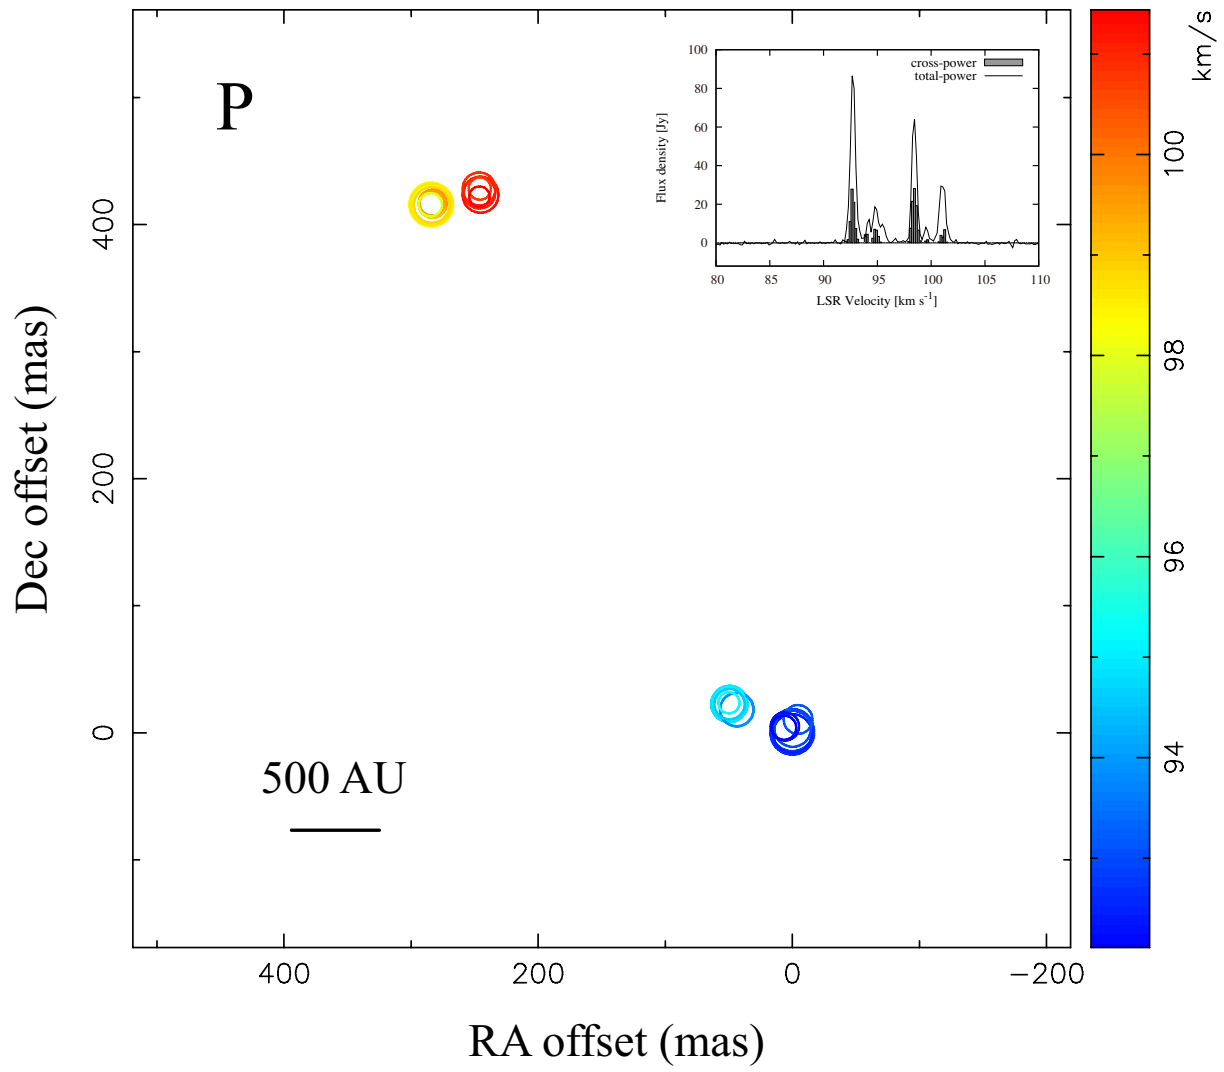 P
100
80
60
40
20
0
Flux density [Jy]
cross-power
total-power
80 85 90 95 100 105 110
LSR Velocity [km s-1]
km/s
100
98
96
94
400
200
0
Dec offset (mas)
500 AU
400 200 0 −200
RA offset (mas)